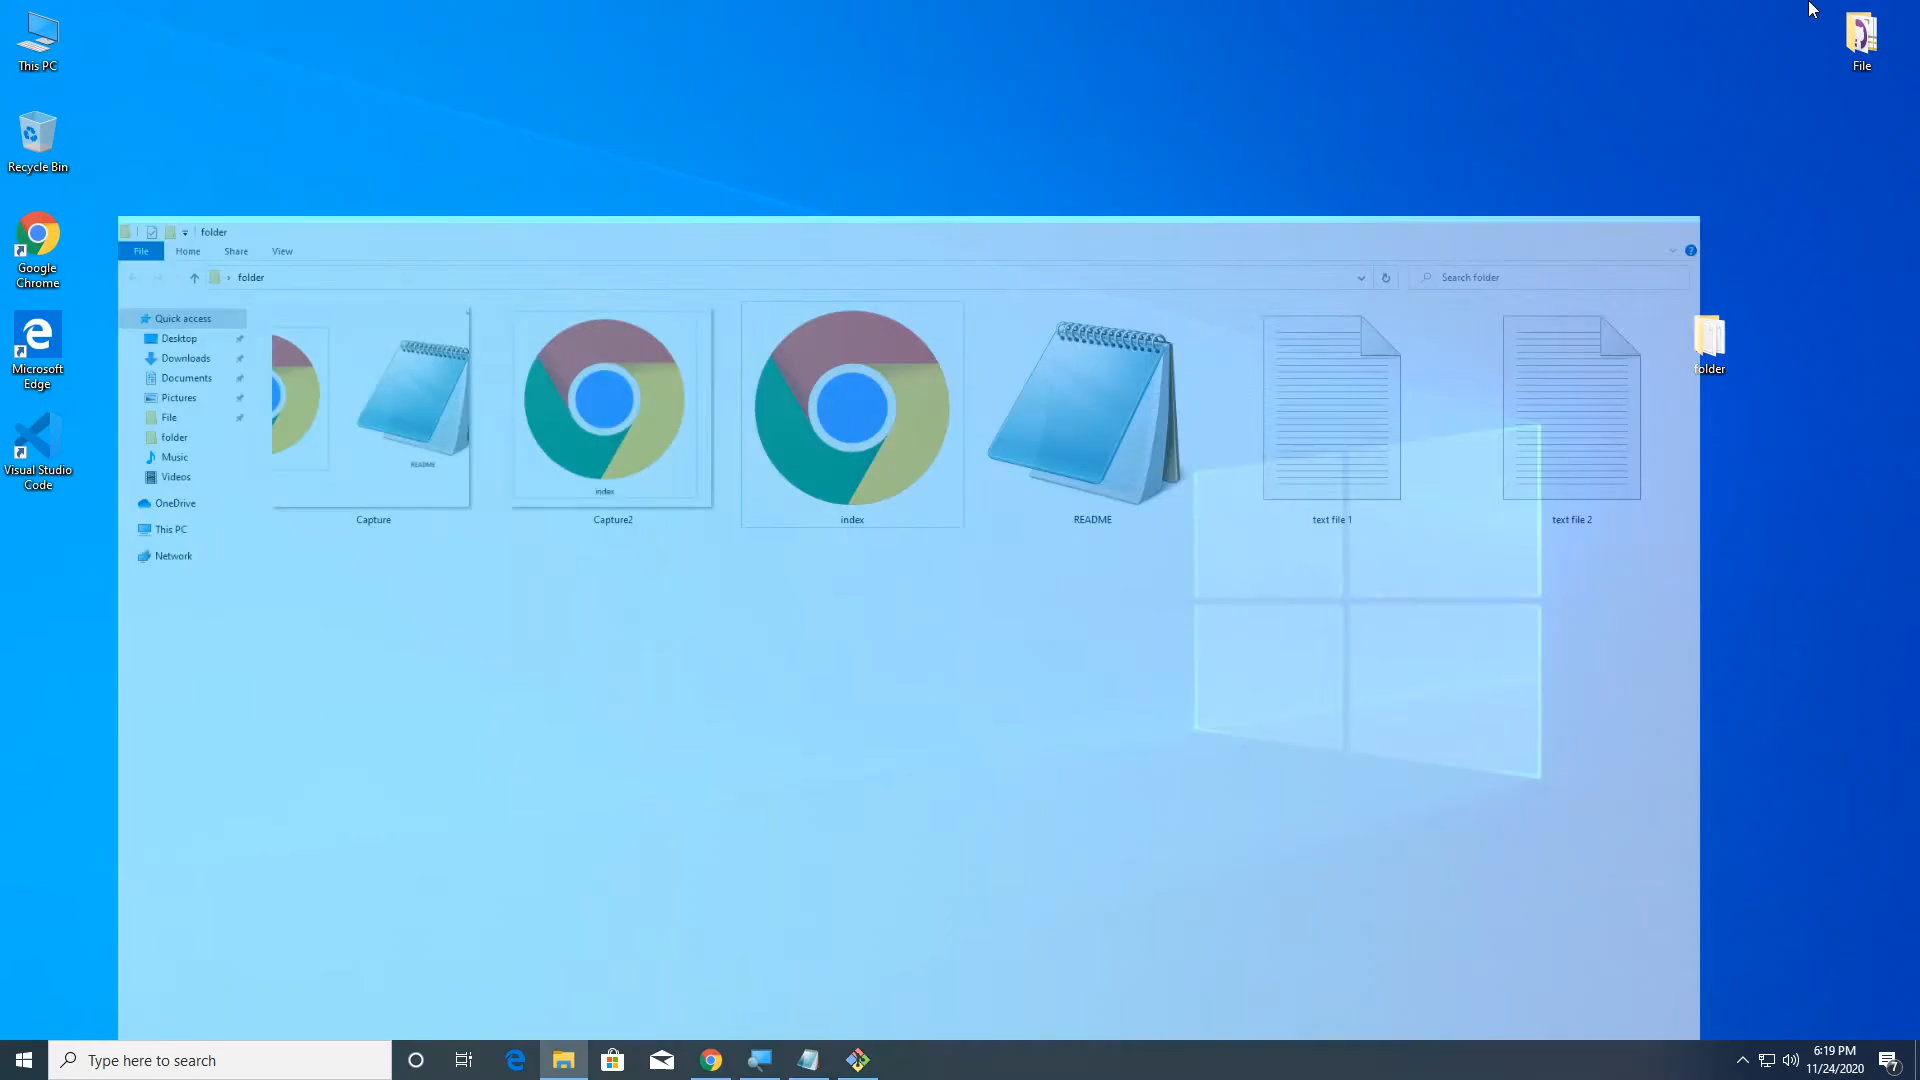 This PC
Recycle Bin
Google
Chrome
Microsoft
Edge
Visual Studio
Code
File
folder
folder
File
Home
Share
View
folder
Search folder
Quick access
Desktop
Downloads
Documents
Pictures
File
folder
Music
Videos
OneDrive
This PC
Network
README
Capture
index
Capture2
index
README
text file 1
text file 2
Type here to search
6:19 PM
11/24/2020
7